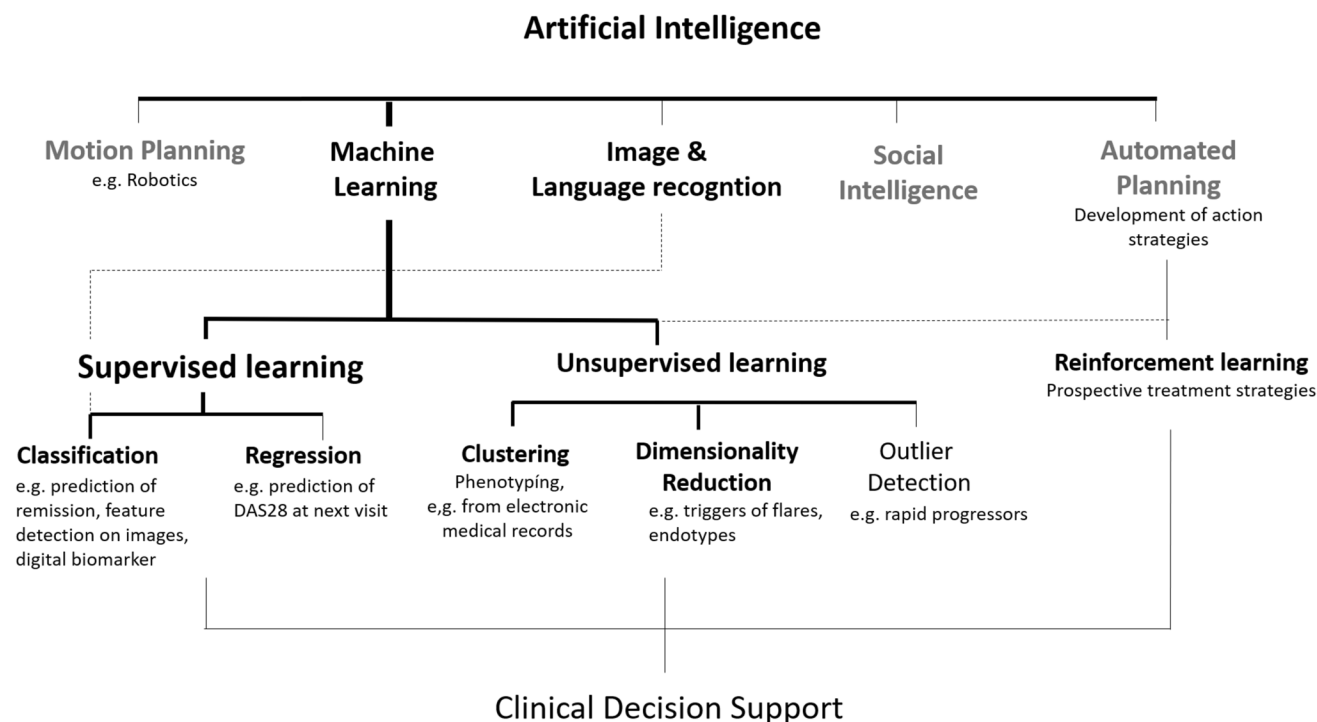 Artificial Intelligence
Motion Planning
e.g. Robotics
Machine
Learning
Image &
Language recogntion
Social
Intelligence
Automated
Planning
Development of action
strategies
Supervised learning
Unsupervised learning
Reinforcement learning
Prospective treatment strategies
Classification
e.g. prediction of
remission, feature
detection on images,
digital biomarker
Regression
e.g. prediction of
DAS28 at next visit
Clustering
Phenotypíng,
e,g. from electronic
medical records
Dimensionality
Reduction
e.g. triggers of flares,
endotypes
Outlier
Detection
e.g. rapid progressors
Clinical Decision Support